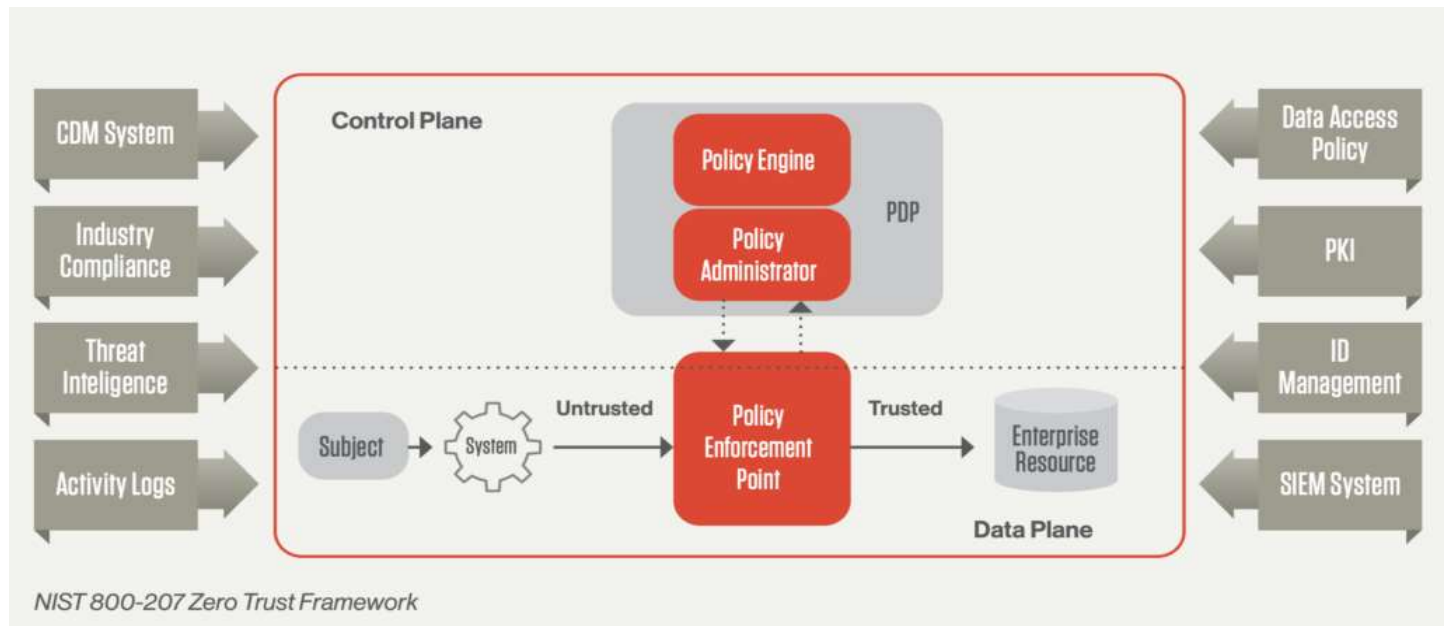 CDM System
Industry
Compliance
Threat
Inteligence
Activity Logs
Control Plane
Policy Engine
Policy
Administrator
PDP
Subject
System
Untrusted
Policy
Enforcement
Point
Trusted
Enterprise
Resource
Data Plane
Data Access
Policy
PKI
ID
Management
SIEM System
NIST 800-207 Zero Trust Framework